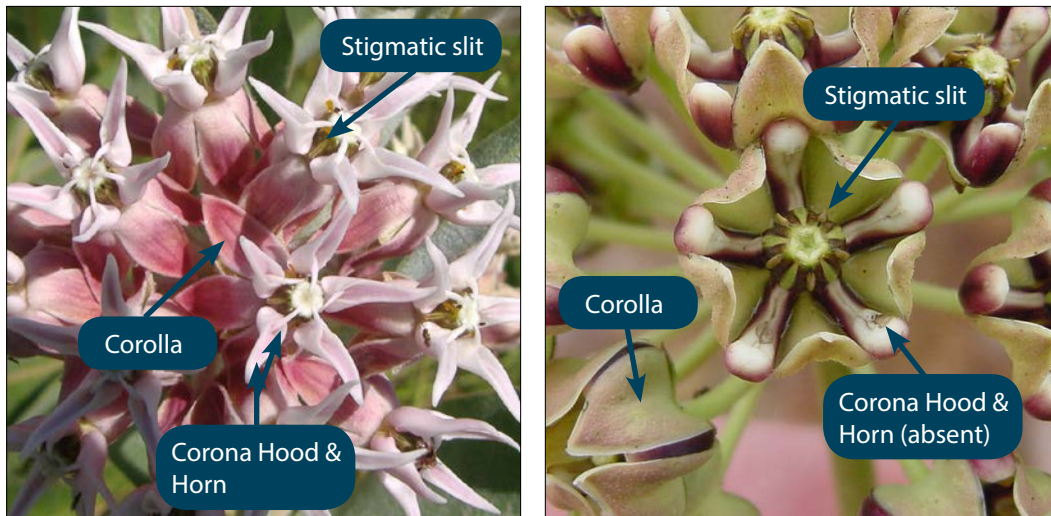 Stigmatic slit
Corolla
Corona Hood &
Horn
Stigmatic slit
Corolla
Corona Hood &
Horn (absent)